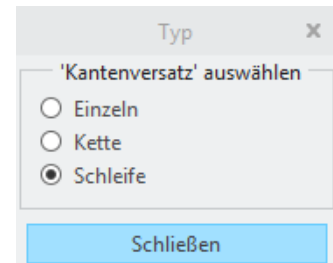 Typ
'Kantenversatz' auswählen
Einzeln
Kette
Schleife
Schließen